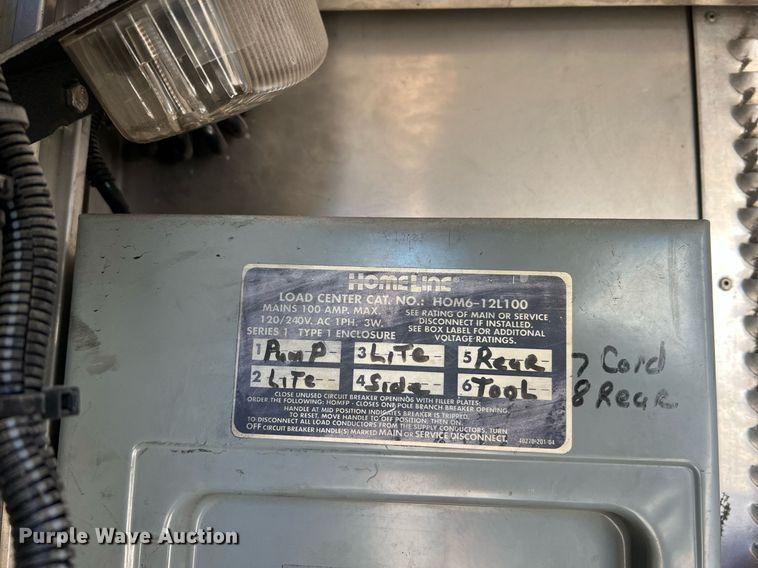 HOMELINE
LOAD CENTER CAT. NO.: HOM6-12L100
MAINS 100 AMP. MAX.
120/240V. AC 1PH. 3W.
SERIES 1 TYPE 1 ENCLOSURE
SEE RATING OF MAIN OR SERVICE
DISCONNECT IF INSTALLED.
SEE BOX LABEL FOR ADDITONAL
VOLTAGE RATINGS.
1 PumP 3 LiTe 5 Rear 7 Cord
2 LiTe 4 Side 6 TooL 8 Rear
CLOSE UNUSED CIRCUIT BREAKER OPENINGS WITH FILLER PLATES:
ORDER THE FOLLOWING: HOMFP - CLOSES ONE POLE BRANCH BREAKER OPENING.
HANDLE AT MID POSITION INDICATES BREAKER IS TRIPPED.
TO RESET, MOVE HANDLE TO OFF POSITION, THEN ON.
TO DISCONNECT ALL LOAD CONDUCTORS FROM THE SUPPLY CONDUCTORS, TURN
OFF CIRCUIT BREAKER HANDLE(S) MARKED MAIN OR SERVICE DISCONNECT.
40270-201-04
Purple Wave Auction